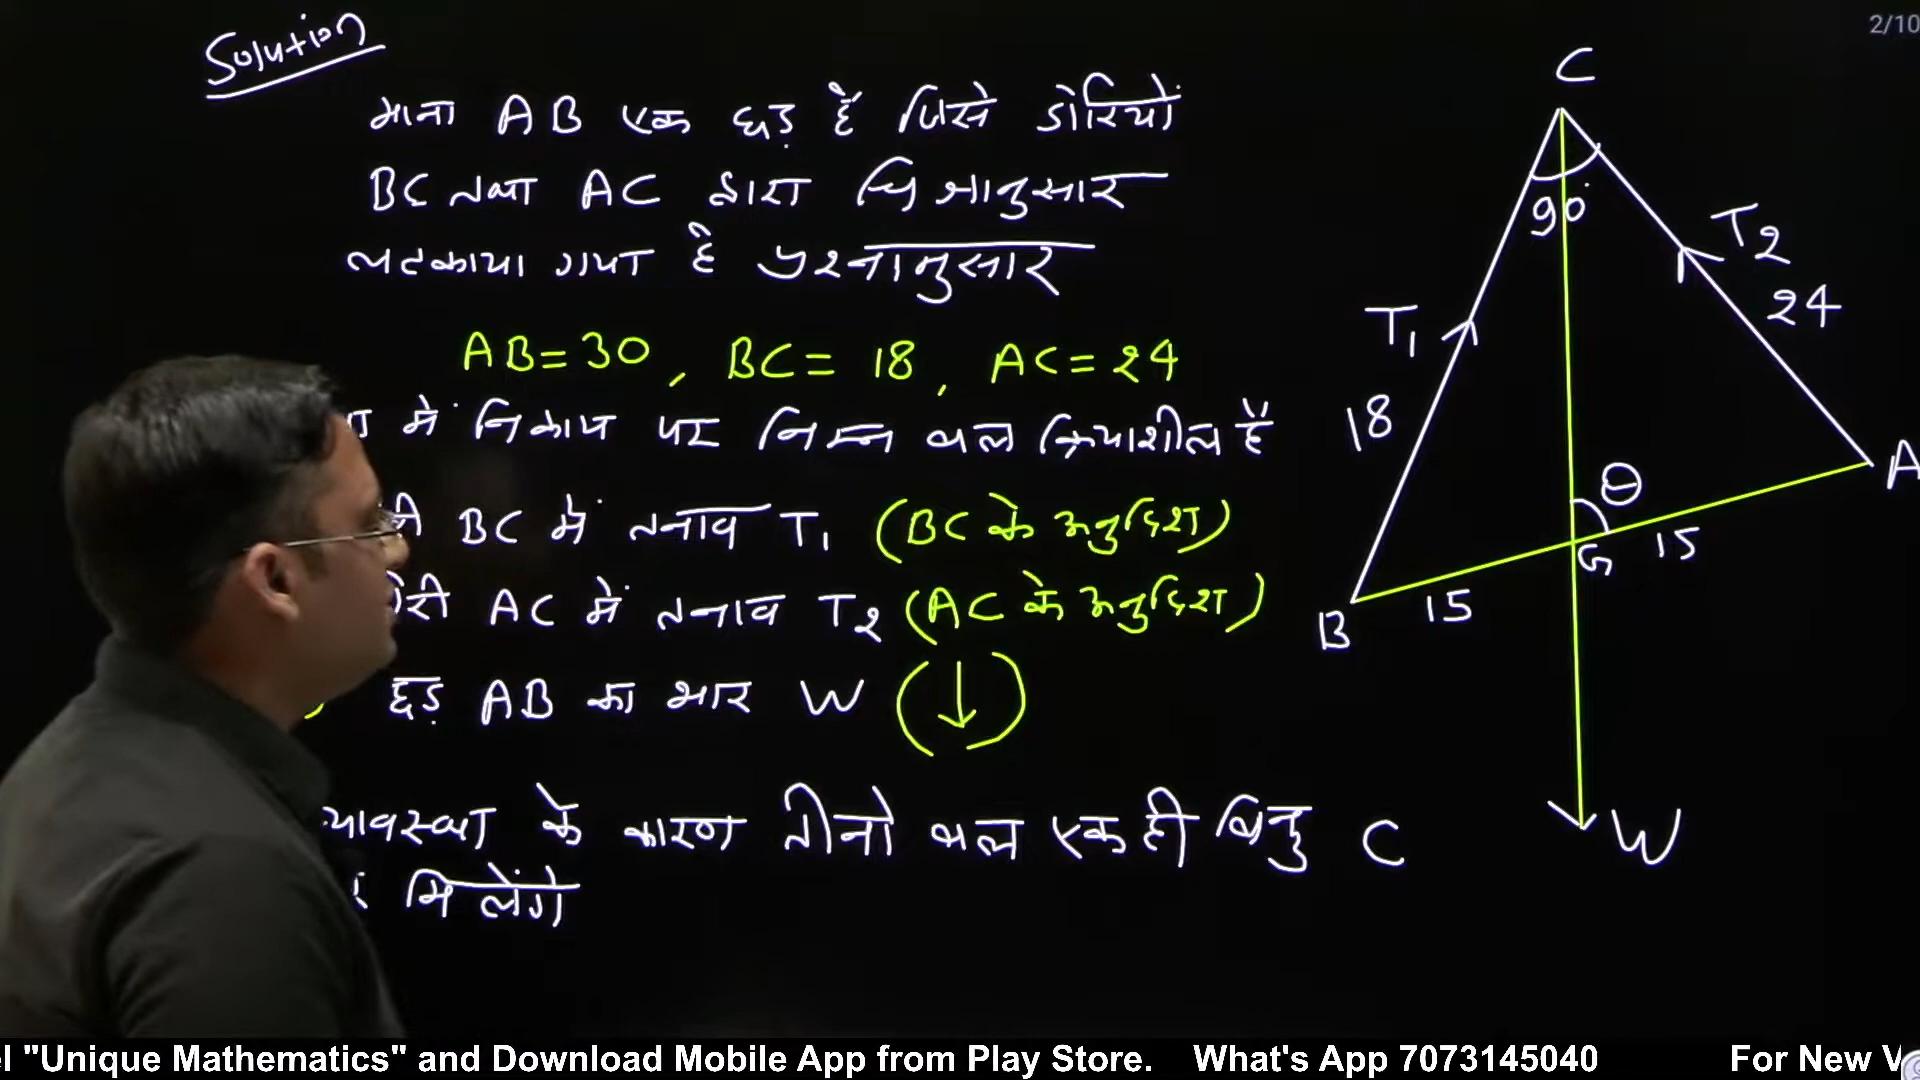 2/10
Solution
माना AB एक छड़ है जिसे डोरियों
BC तथा AC द्वारा चित्रानुसार
लटकाया गया है प्रश्नानुसार
AB = 30 , BC = 18 , AC = 24
में निकाय पर निम्न बल क्रियाशील हैं
BC में तनाव T₁ (BC के अनुदिश)
AC में तनाव T₂ (AC के अनुदिश)
छड़ AB का भार W (↓)
के कारण तीनो बल एक ही बिन्दु C
मिलेंगे
C
90°
T₂
24
T₁
18
A
θ
G
15
15
B
W
"Unique Mathematics" and Download Mobile App from Play Store. What's App 7073145040 For New